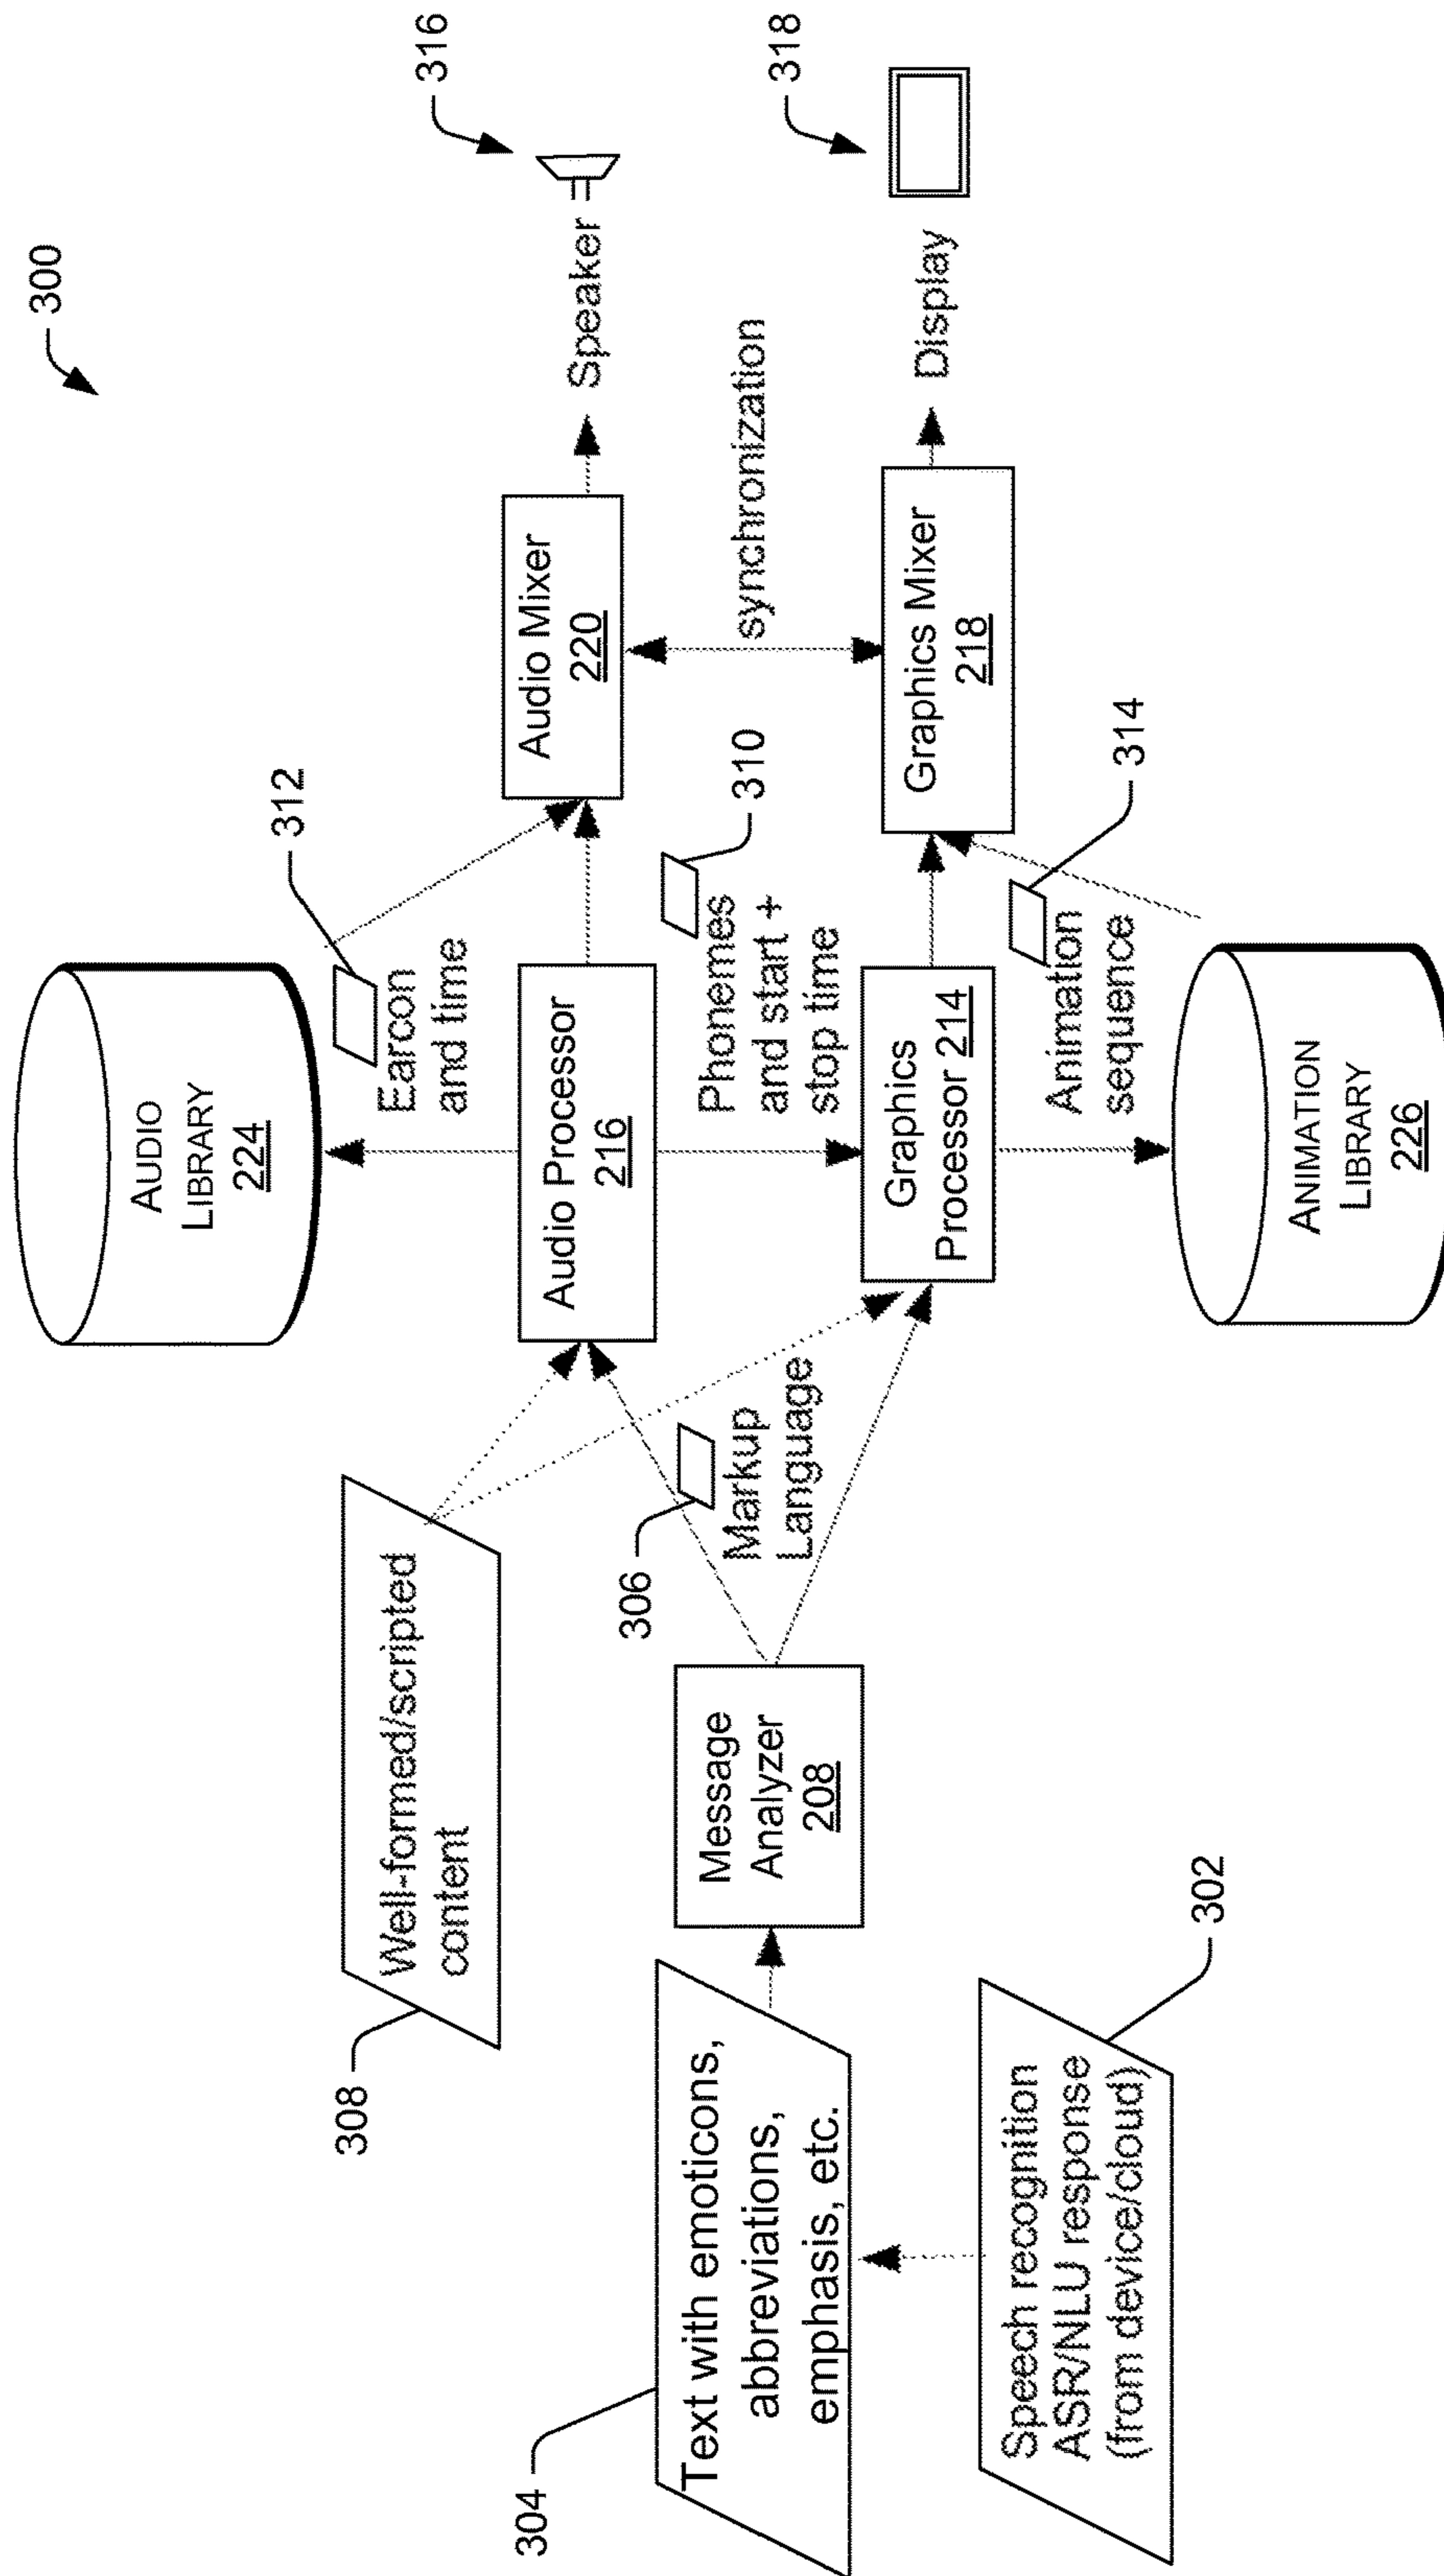 300
AUDIO
LIBRARY
224
312
Earcon
and time
316
Speaker
Audio Mixer
220
Audio Processor
216
Well-formed/scripted
content
308
synchronization
310
Phonemes
and start +
stop time
306
Markup
Language
Message
Analyzer
208
304
Text with emoticons,
abbreviations,
emphasis, etc.
318
Display
Graphics Mixer
218
Graphics
Processor 214
314
Animation
sequence
302
Speech recognition
ASR/NLU response
(from device/cloud)
ANIMATION
LIBRARY
226